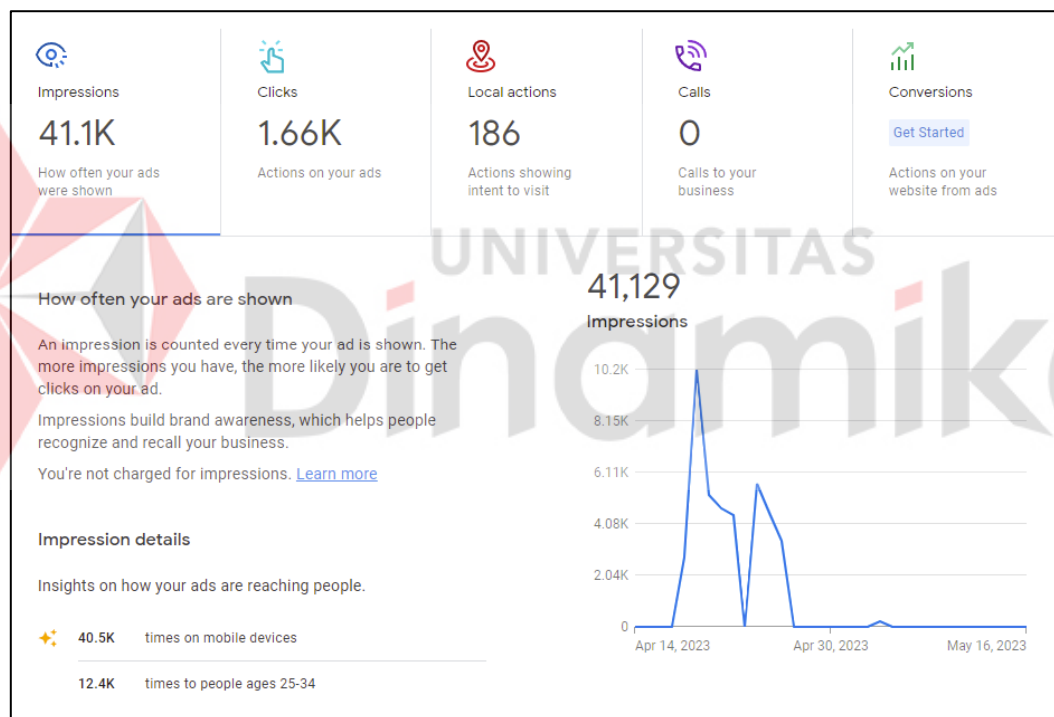 Impressions
41.1K
How often your ads
were shown
Clicks
1.66K
Actions on your ads
Local actions
186
Actions showing
intent to visit
Calls
0
Calls to your
business
Conversions
Get Started
Actions on your
website from ads
UNIVERSITAS
Dinamika
How often your ads are shown
An impression is counted every time your ad is shown. The
more impressions you have, the more likely you are to get
clicks on your ad.
Impressions build brand awareness, which helps people
recognize and recall your business.
You're not charged for impressions. Learn more
Impression details
Insights on how your ads are reaching people.
40.5K times on mobile devices
12.4K times to people ages 25-34
41,129
Impressions
10.2K
8.15K
6.11K
4.08K
2.04K
0
Apr 14, 2023 Apr 30, 2023 May 16, 2023